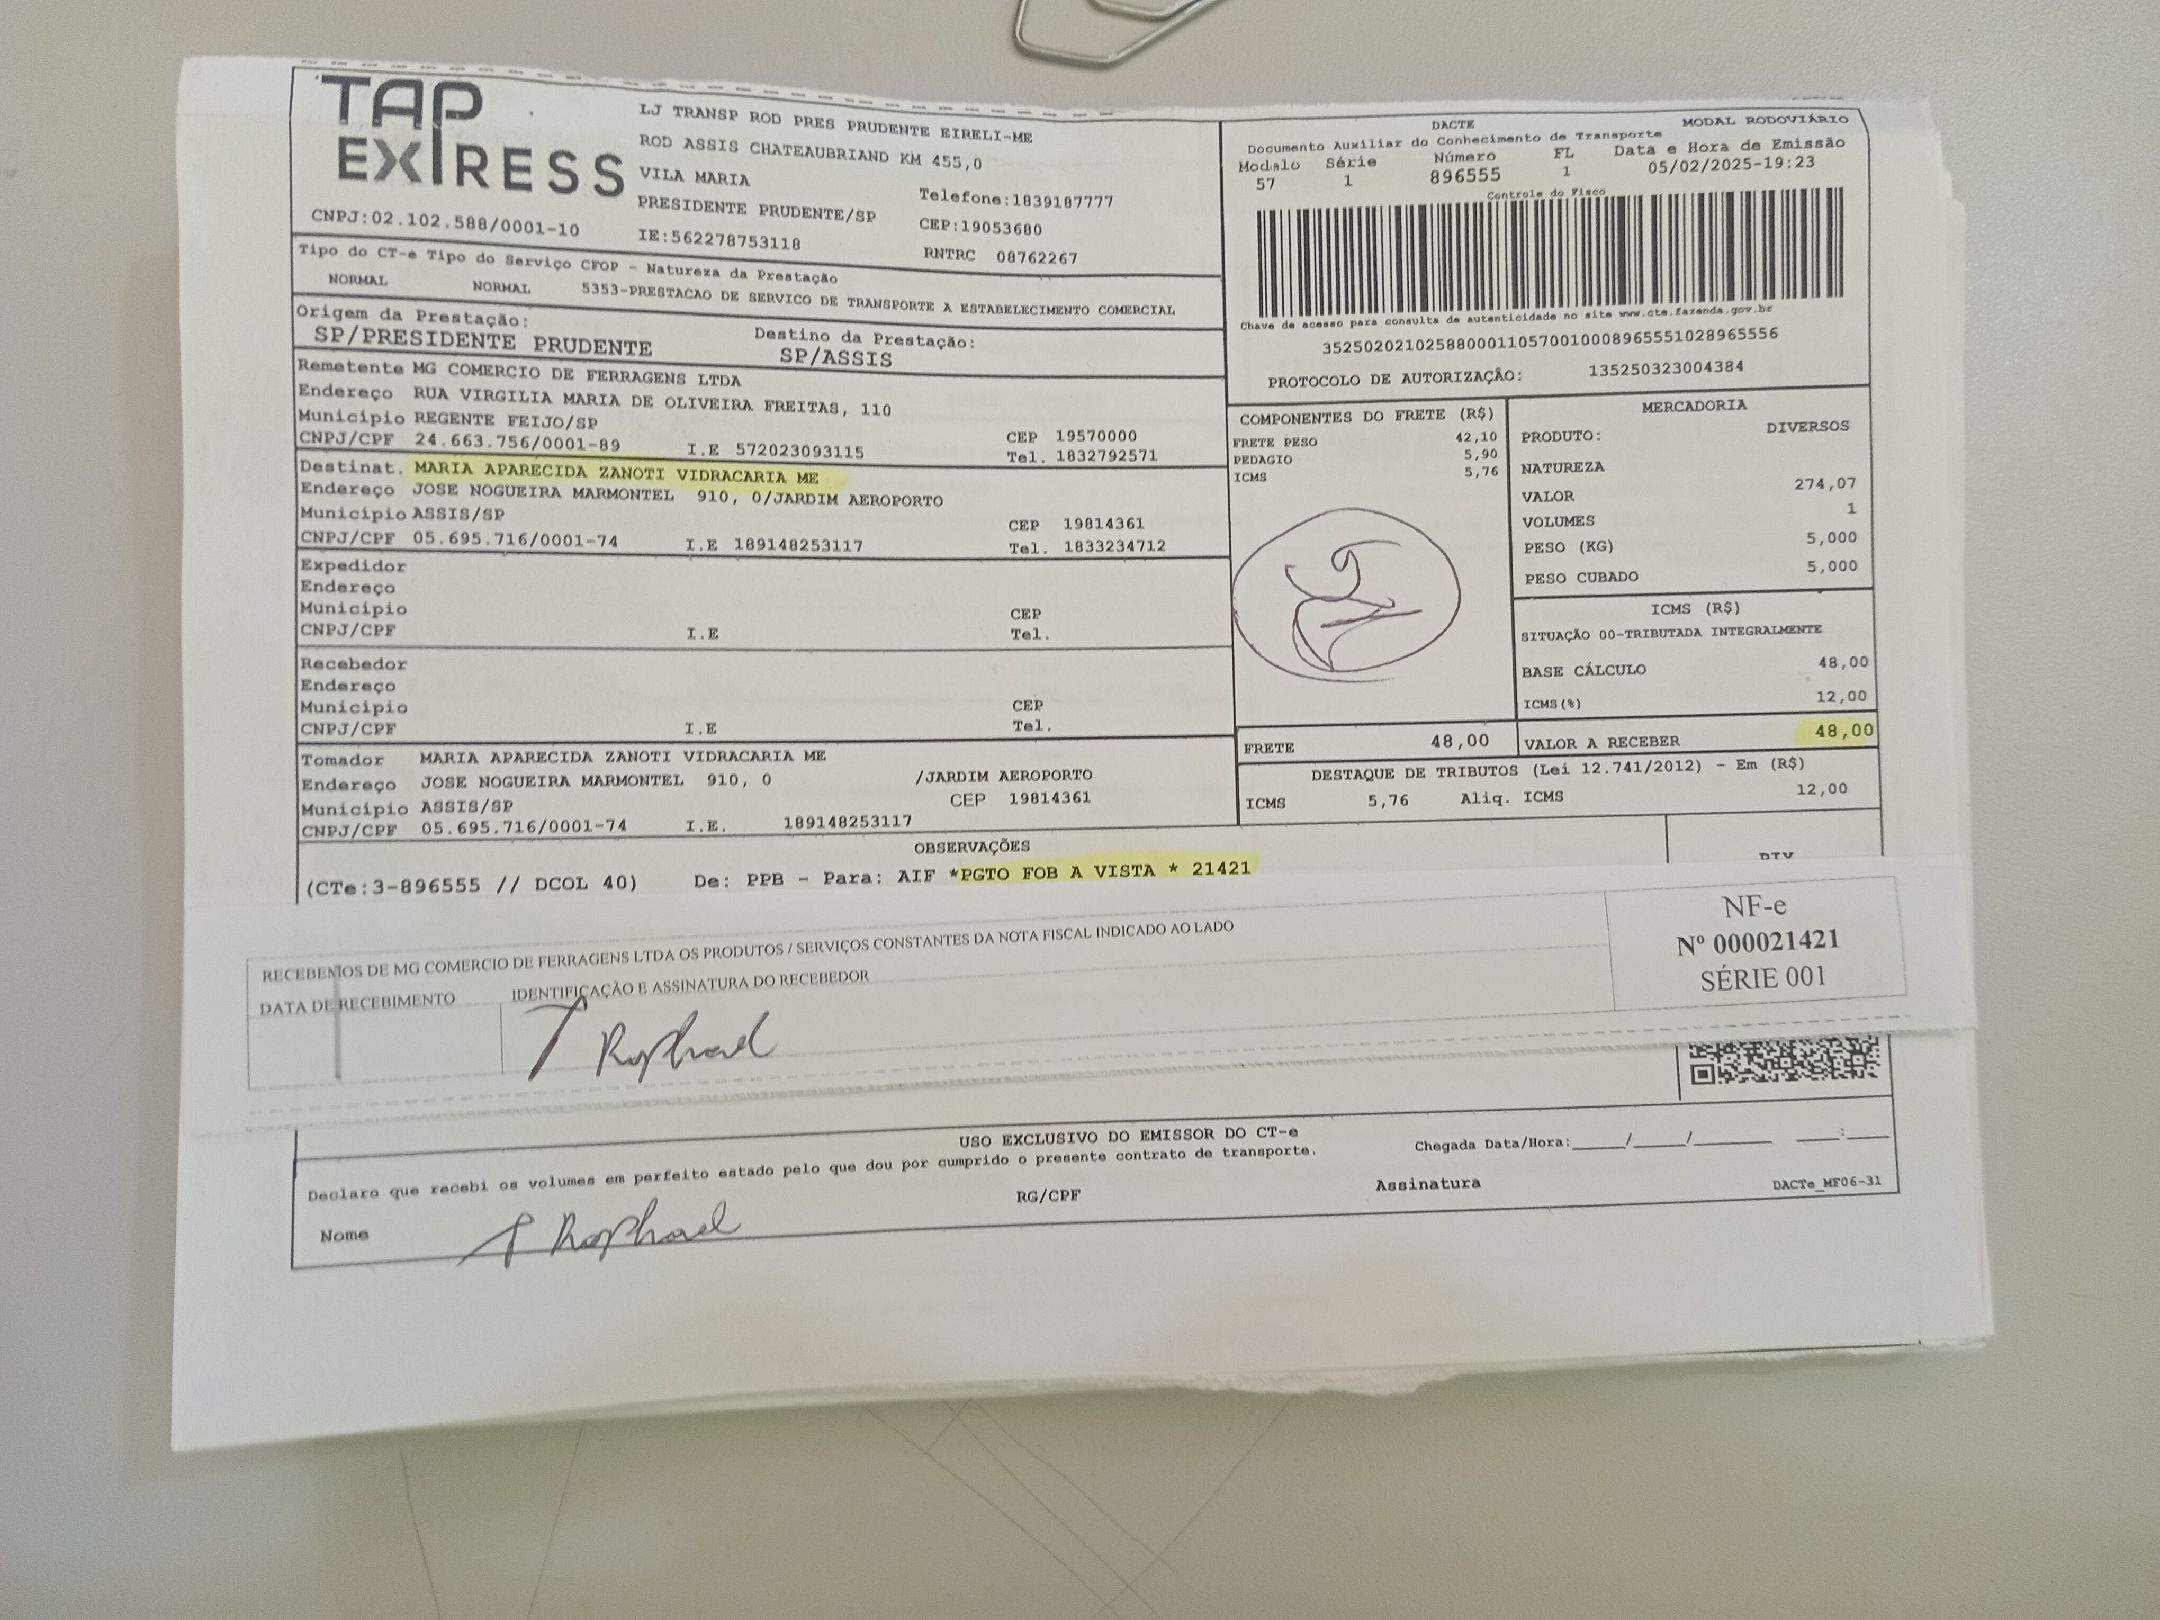 TAP
EXPRESS
LJ TRANSP ROD PRES PRUDENTE EIRELI-ME
ROD ASSIS CHATEAUBRIAND KM 455,0
VILA MARIA
PRESIDENTE PRUDENTE/SP
Telefone:1839187777
CEP:19053680
CNPJ:02.102.588/0001-10
IE:562278753118
RNTRC 08762267
Tipo do CT-e Tipo do Serviço CFOP - Natureza da Prestação
NORMAL NORMAL 5353-PRESTACAO DE SERVICO DE TRANSPORTE A ESTABELECIMENTO COMERCIAL
Origem da Prestação: Destino da Prestação:
SP/PRESIDENTE PRUDENTE SP/ASSIS
Remetente MG COMERCIO DE FERRAGENS LTDA
Endereço RUA VIRGILIA MARIA DE OLIVEIRA FREITAS, 110
Município REGENTE FEIJO/SP CEP 19570000
CNPJ/CPF 24.663.756/0001-89 I.E 572023093115 Tel. 1832792571
Destinat. MARIA APARECIDA ZANOTI VIDRACARIA ME
Endereço JOSE NOGUEIRA MARMONTEL 910, 0/JARDIM AEROPORTO
Município ASSIS/SP CEP 19814361
CNPJ/CPF 05.695.716/0001-74 I.E 189148253117 Tel. 1833234712
Expedidor
Endereço
Município CEP
CNPJ/CPF I.E Tel.
Recebedor
Endereço
Município CEP
CNPJ/CPF I.E Tel.
Tomador MARIA APARECIDA ZANOTI VIDRACARIA ME
Endereço JOSE NOGUEIRA MARMONTEL 910, 0 /JARDIM AEROPORTO
Município ASSIS/SP CEP 19814361
CNPJ/CPF 05.695.716/0001-74 I.E. 189148253117
DACTE MODAL RODOVIÁRIO
Documento Auxiliar do Conhecimento de Transporte
Modalo Série Número FL Data e Hora de Emissão
57 1 896555 1 05/02/2025-19:23
Controle do Fisco
Chave de acesso para consulta de autenticidade no site www.cte.fazenda.gov.br
35250202102588000110570010008965551028965556
PROTOCOLO DE AUTORIZAÇÃO: 135250323004384
COMPONENTES DO FRETE (R$)
FRETE PESO 42,10
PEDAGIO 5,90
ICMS 5,76
MERCADORIA
PRODUTO: DIVERSOS
NATUREZA
VALOR 274,07
VOLUMES 1
PESO (KG) 5,000
PESO CUBADO 5,000
ICMS (R$)
SITUAÇÃO 00-TRIBUTADA INTEGRALMENTE
BASE CÁLCULO 48,00
ICMS(%) 12,00
FRETE 48,00 VALOR A RECEBER 48,00
DESTAQUE DE TRIBUTOS (Lei 12.741/2012) - Em (R$)
ICMS 5,76 Aliq. ICMS 12,00
OBSERVAÇÕES
(CTe:3-896555 // DCOL 40) De: PPB - Para: AIF *PGTO FOB A VISTA * 21421
RECEBEMOS DE MG COMERCIO DE FERRAGENS LTDA OS PRODUTOS / SERVIÇOS CONSTANTES DA NOTA FISCAL INDICADO AO LADO
DATA DE RECEBIMENTO IDENTIFICAÇÃO E ASSINATURA DO RECEBEDOR
Raphael
NF-e
Nº 000021421
SÉRIE 001
USO EXCLUSIVO DO EMISSOR DO CT-e
Declaro que recebi os volumes em perfeito estado pelo que dou por cumprido o presente contrato de transporte.
Chegada Data/Hora:____/____/______ ___:___
Nome Raphael RG/CPF Assinatura DACTe_MF06-31